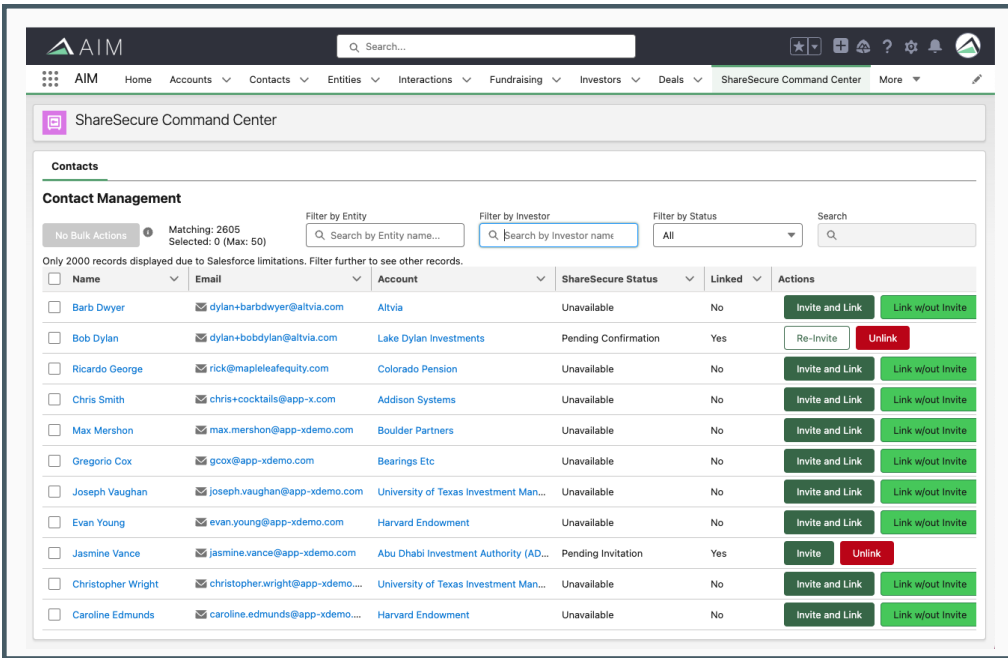 AIM
Search...
AIM Home Accounts Contacts Entities Interactions Fundraising Investors Deals ShareSecure Command Center More
ShareSecure Command Center
Contacts
Contact Management
Filter by Entity Filter by Investor Filter by Status Search
No Bulk Actions Matching: 2605 Search by Entity name... Search by Investor name All
Selected: 0 (Max: 50)
Only 2000 records displayed due to Salesforce limitations. Filter further to see other records.
Name Email Account ShareSecure Status Linked Actions
Barb Dwyer dylan+barbdwyer@altvia.com Altvia Unavailable No Invite and Link Link w/out Invite
Bob Dylan dylan+bobdylan@altvia.com Lake Dylan Investments Pending Confirmation Yes Re-Invite Unlink
Ricardo George rick@mapleleafequity.com Colorado Pension Unavailable No Invite and Link Link w/out Invite
Chris Smith chris+cocktails@app-x.com Addison Systems Unavailable No Invite and Link Link w/out Invite
Max Mershon max.mershon@app-xdemo.com Boulder Partners Unavailable No Invite and Link Link w/out Invite
Gregorio Cox gcox@app-xdemo.com Bearings Etc Unavailable No Invite and Link Link w/out Invite
Joseph Vaughan joseph.vaughan@app-xdemo.com University of Texas Investment Man... Unavailable No Invite and Link Link w/out Invite
Evan Young evan.young@app-xdemo.com Harvard Endowment Unavailable No Invite and Link Link w/out Invite
Jasmine Vance jasmine.vance@app-xdemo.com Abu Dhabi Investment Authority (AD... Pending Invitation Yes Invite Unlink
Christopher Wright christopher.wright@app-xdemo.... University of Texas Investment Man... Unavailable No Invite and Link Link w/out Invite
Caroline Edmunds caroline.edmunds@app-xdemo.... Harvard Endowment Unavailable No Invite and Link Link w/out Invite